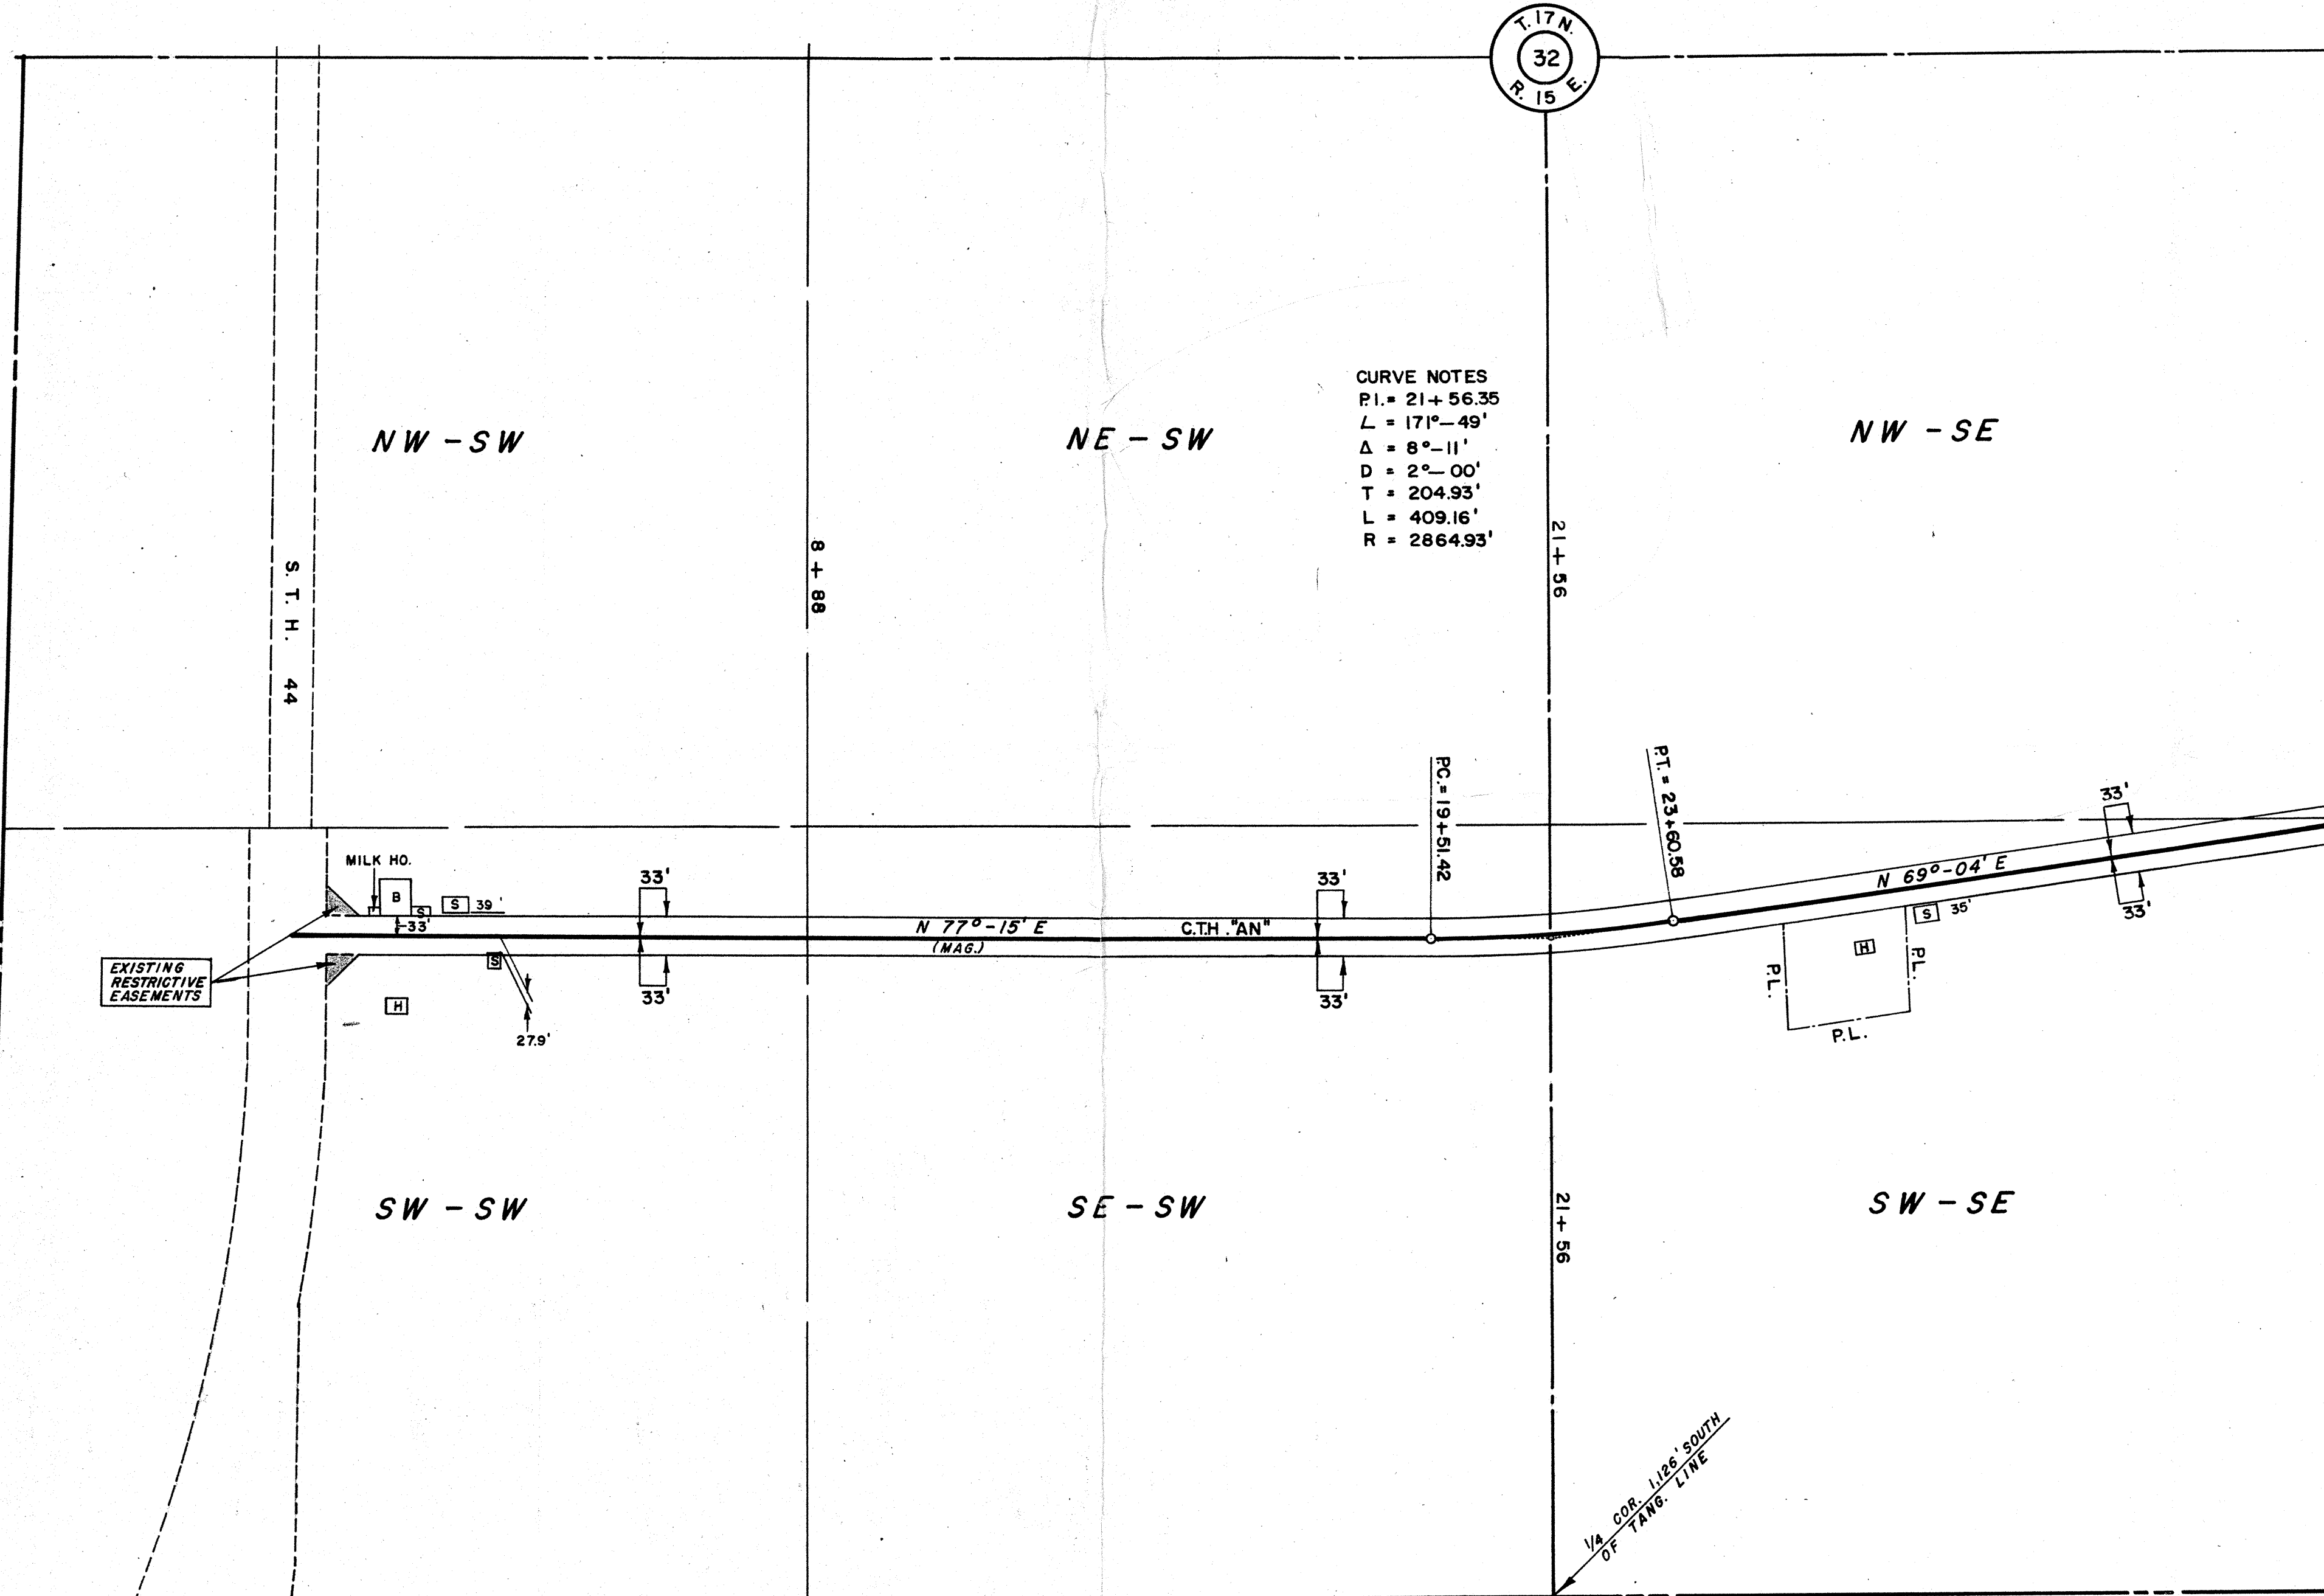 T. 17 N.
32
R. 15 E.
CURVE NOTES
P.I. = 21 + 56.35
∠ = 171°—49'
Δ = 8°—11'
D = 2°—00'
T = 204.93'
L = 409.16'
R = 2864.93'
NW - SW
NE - SW
NW - SE
S. T. H. 44
8 + 88
21 + 56
P.C. = 19+51.42
P.T. = 23+60.58
MILK HO.
B
S
S 39'
33'
33'
33'
33'
N 77°-15' E
(MAG.)
C.T.H. "AN"
33'
N 69°-04' E
33'
33'
S 35'
H
P.L.
P.L.
P.L.
EXISTING
RESTRICTIVE
EASEMENTS
S
H
27.9'
33'
SW - SW
SE - SW
21 + 56
SW - SE
1/4 COR. 1,126' SOUTH
OF TANG. LINE